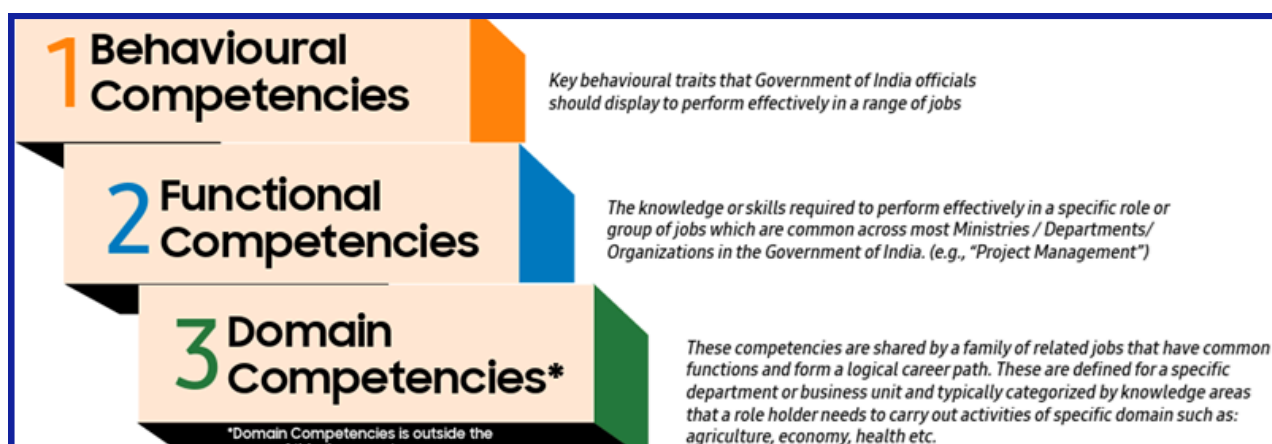 1 Behavioural
Competencies
Key behavioural traits that Government of India officials
should display to perform effectively in a range of jobs
2 Functional
Competencies
The knowledge or skills required to perform effectively in a specific role or
group of jobs which are common across most Ministries / Departments/
Organizations in the Government of India. (e.g., “Project Management”)
3 Domain
Competencies*
*Domain Competencies is outside the
These competencies are shared by a family of related jobs that have common
functions and form a logical career path. These are defined for a specific
department or business unit and typically categorized by knowledge areas
that a role holder needs to carry out activities of specific domain such as:
agriculture, economy, health etc.